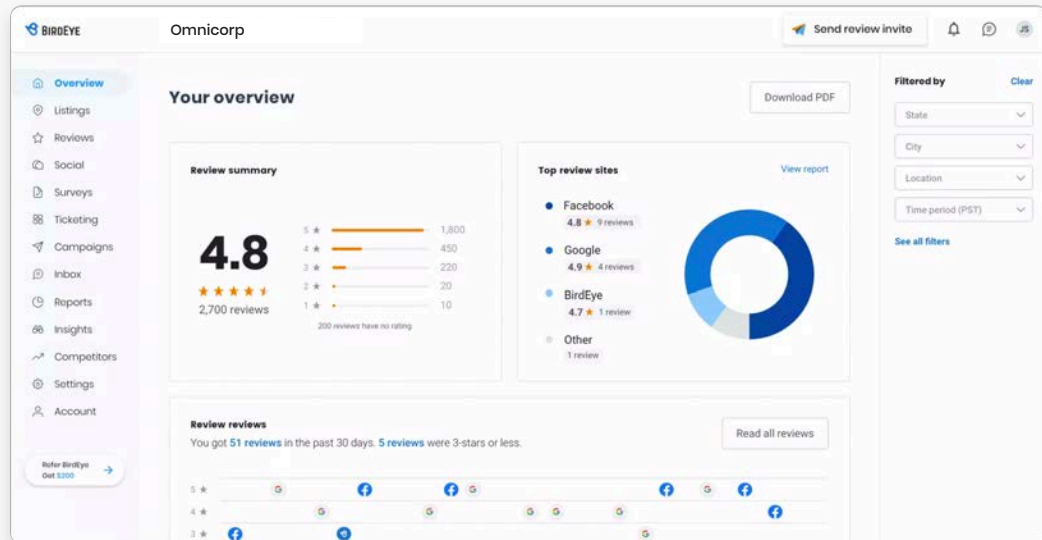 BIRDEYE
Omnicorp
Send review invite
JS
Overview
Listings
Reviews
Social
Surveys
Ticketing
Campaigns
Inbox
Reports
Insights
Competitors
Settings
Account
Refer BirdEye
Get $200
Your overview
Download PDF
Review summary
4.8
2,700 reviews
5 ★ 1,800
4 ★ 450
3 ★ 220
2 ★ 20
1 ★ 10
200 reviews have no rating
Top review sites
View report
Facebook
4.8 ★ 9 reviews
Google
4.9 ★ 4 reviews
BirdEye
4.7 ★ 1 review
Other
1 review
Review reviews
You got 51 reviews in the past 30 days. 5 reviews were 3-stars or less.
Read all reviews
5 ★
4 ★
3 ★
Filtered by
Clear
State
City
Location
Time period (PST)
See all filters